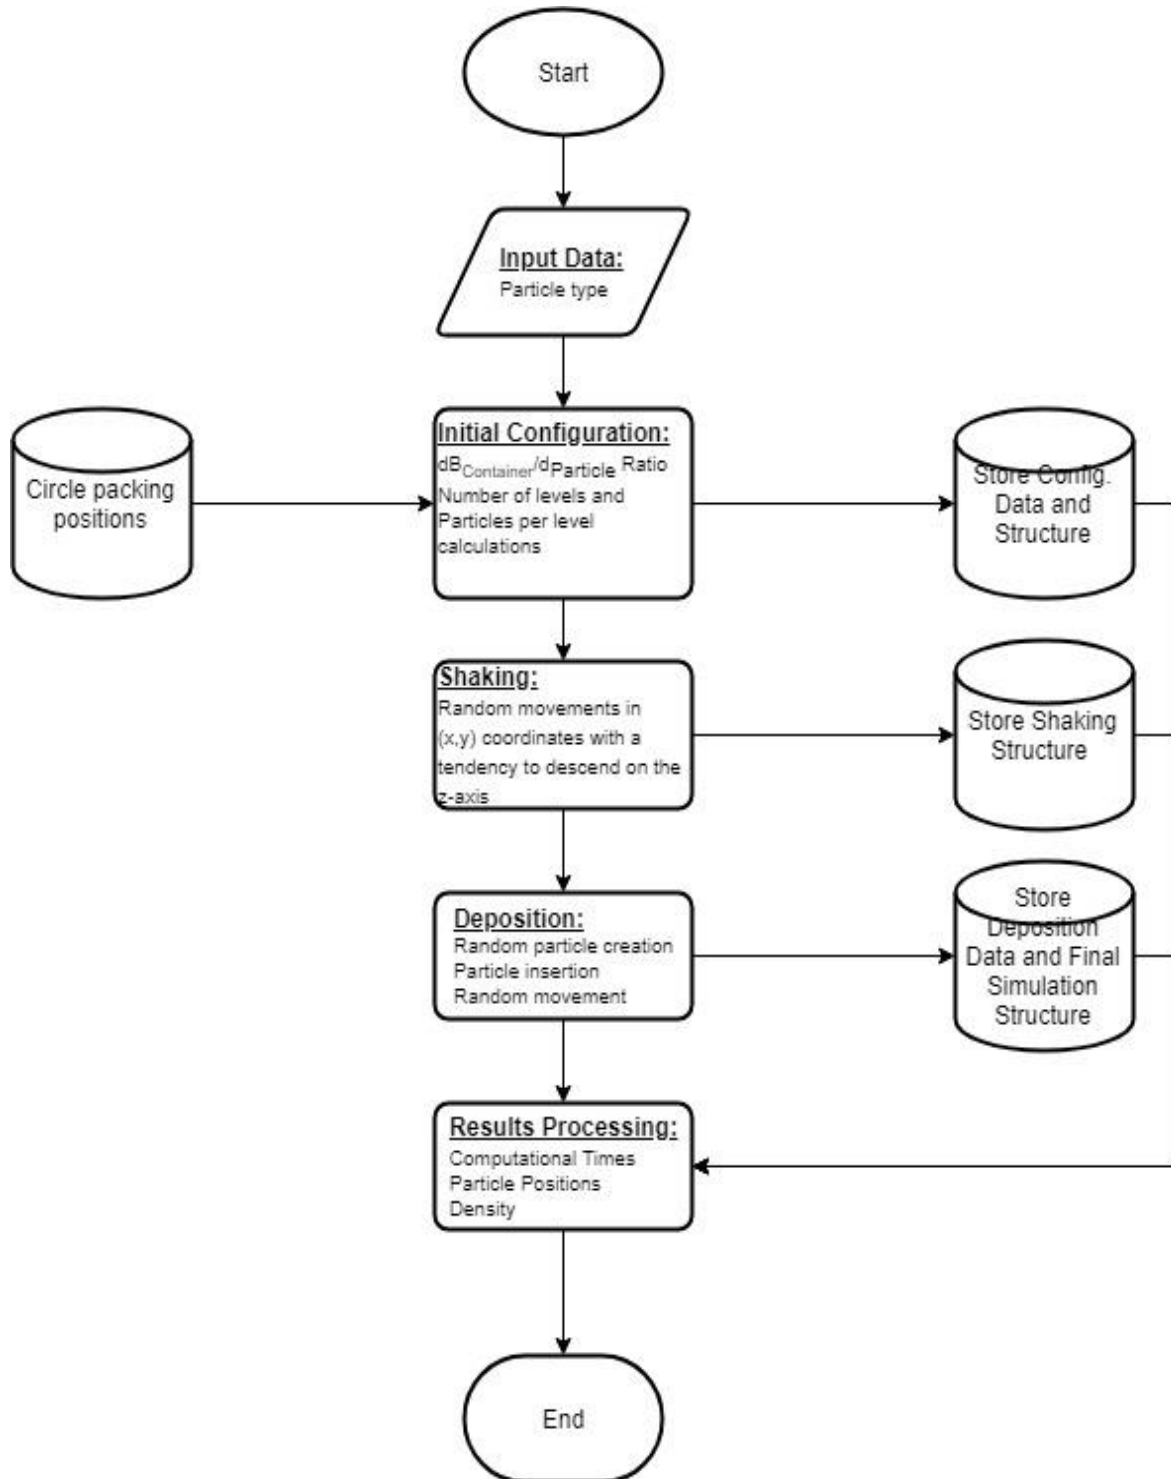 Start
Input Data:
Particle type
Circle packing
positions
Initial Configuration:
dBContainer/dParticle Ratio
Number of levels and
Particles per level
calculations
Store Config.
Data and
Structure
Shaking:
Random movements in
(x,y) coordinates with a
tendency to descend on the
z-axis
Store Shaking
Structure
Deposition:
Random particle creation
Particle insertion
Random movement
Store
Deposition
Data and Final
Simulation
Structure
Results Processing:
Computational Times
Particle Positions
Density
End